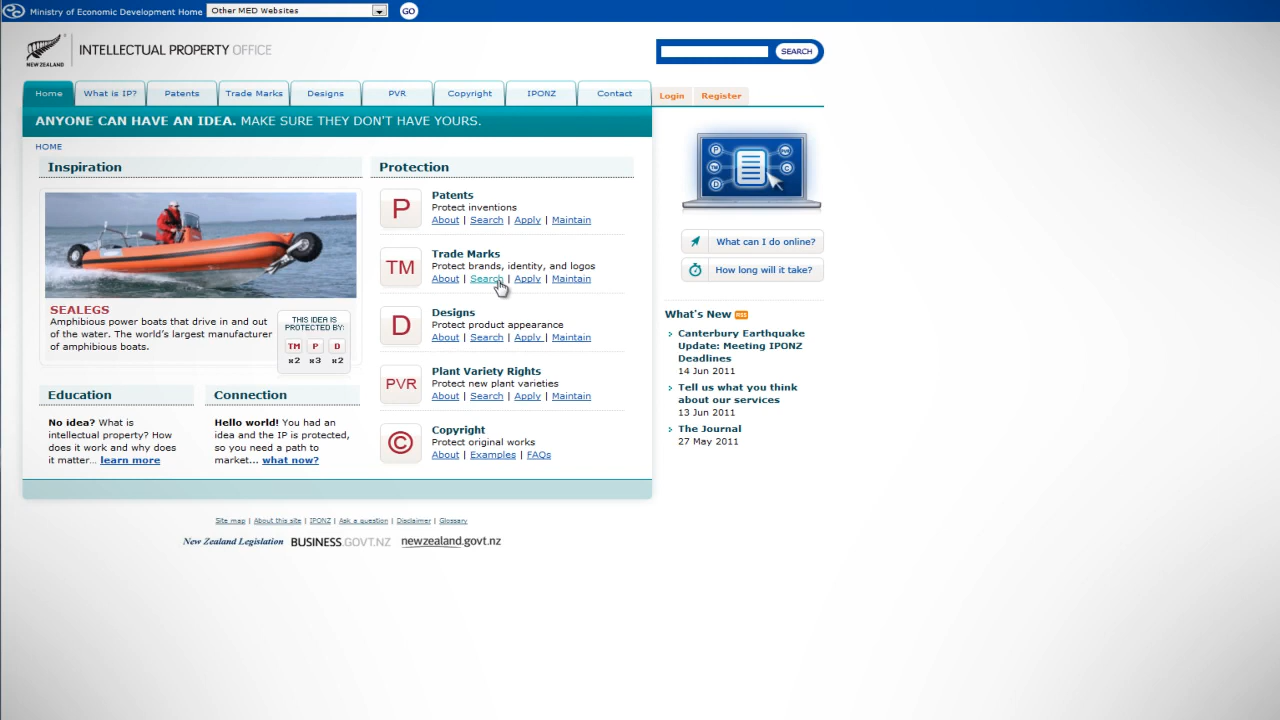 Ministry of Economic Development Home
Other MED Websites
GO
NEW ZEALAND
INTELLECTUAL PROPERTY OFFICE
SEARCH
Home
What is IP?
Patents
Trade Marks
Designs
PVR
Copyright
IPONZ
Contact
Login
Register
ANYONE CAN HAVE AN IDEA. MAKE SURE THEY DON'T HAVE YOURS.
HOME
Inspiration
SEALEGS
Amphibious power boats that drive in and out
of the water. The world's largest manufacturer
of amphibious boats.
THIS IDEA IS
PROTECTED BY:
TM P D
x2 x3 x2
Education
No idea? What is
intellectual property? How
does it work and why does
it matter... learn more
Connection
Hello world! You had an
idea and the IP is protected,
so you need a path to
market... what now?
Protection
P
Patents
Protect inventions
About | Search | Apply | Maintain
TM
Trade Marks
Protect brands, identity, and logos
About | Search | Apply | Maintain
D
Designs
Protect product appearance
About | Search | Apply | Maintain
PVR
Plant Variety Rights
Protect new plant varieties
About | Search | Apply | Maintain
©
Copyright
Protect original works
About | Examples | FAQs
P
TM
D
PVR
C
What can I do online?
How long will it take?
What's New RSS
Canterbury Earthquake
Update: Meeting IPONZ
Deadlines
14 Jun 2011
Tell us what you think
about our services
13 Jun 2011
The Journal
27 May 2011
Site map | About this site | IPONZ | Ask a question | Disclaimer | Glossary
New Zealand Legislation BUSINESS.GOVT.NZ newzealand.govt.nz